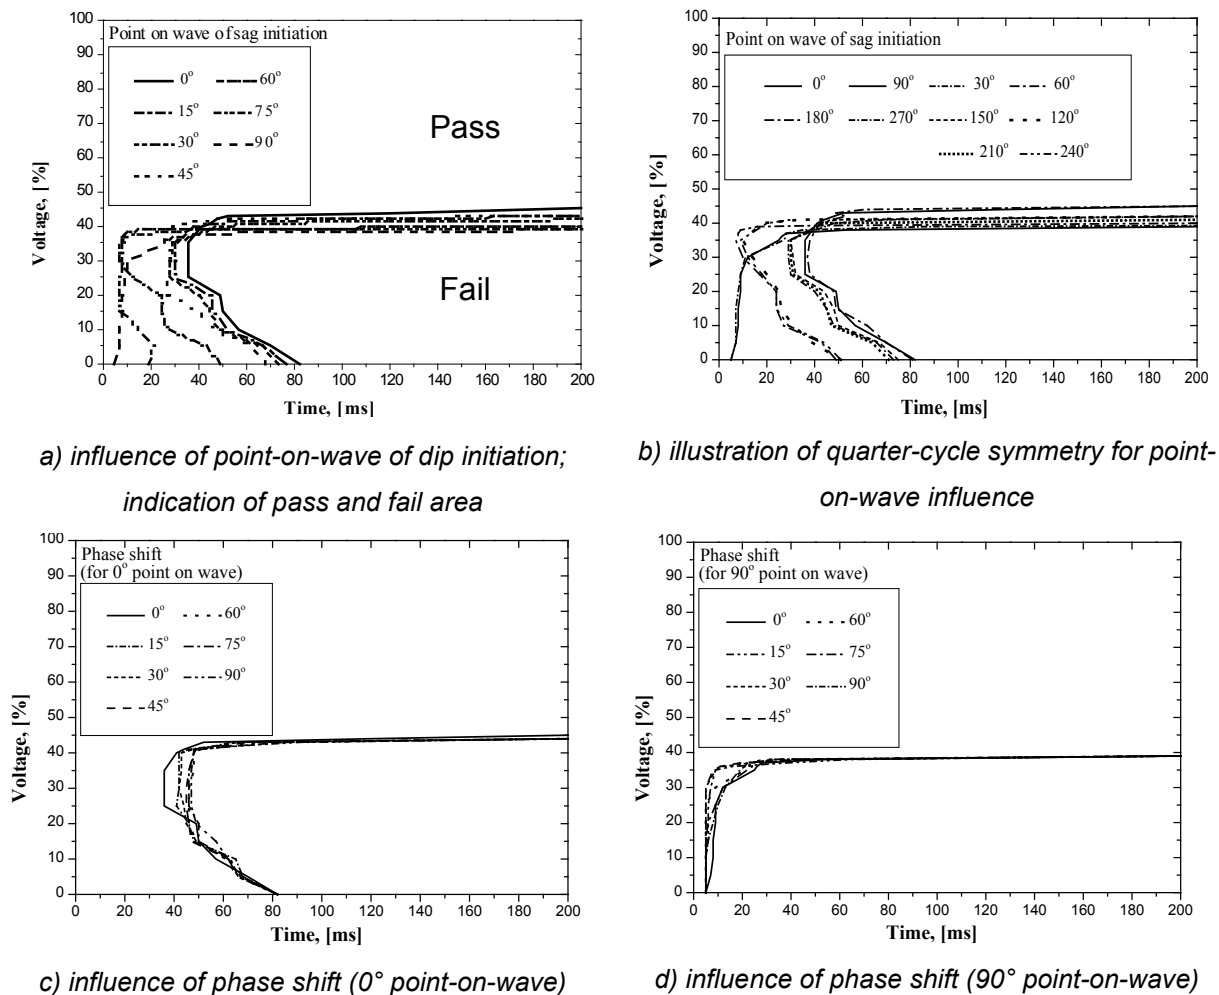 100
90
80
70
60
50
40
30
20
10
0
Voltage, [%]
Point on wave of sag initiation
0° 60°
15° 75°
30° 90°
45°
Pass
Fail
0 20 40 60 80 100 120 140 160 180 200
Time, [ms]
a) influence of point-on-wave of dip initiation;
indication of pass and fail area
100
90
80
70
60
50
40
30
20
10
0
Voltage, [%]
Point on wave of sag initiation
0° 90° 30° 60°
180° 270° 150° 120°
210° 240°
0 20 40 60 80 100 120 140 160 180 200
Time, [ms]
b) illustration of quarter-cycle symmetry for point-
on-wave influence
100
90
80
70
60
50
40
30
20
10
0
Voltage, [%]
Phase shift
(for 0° point on wave)
0° 60°
15° 75°
30° 90°
45°
0 20 40 60 80 100 120 140 160 180 200
Time, [ms]
c) influence of phase shift (0° point-on-wave)
100
90
80
70
60
50
40
30
20
10
0
Voltage, [%]
Phase shift
(for 90° point on wave)
0° 60°
15° 75°
30° 90°
45°
0 20 40 60 80 100 120 140 160 180 200
Time, [ms]
d) influence of phase shift (90° point-on-wave)